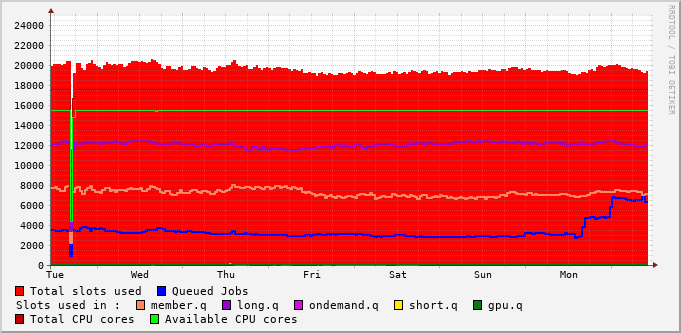 24000
22000
20000
18000
16000
14000
12000
10000
8000
6000
4000
2000
0
Tue Wed Thu Fri Sat Sun Mon
RRDTOOL / TOBI OETIKER
Total slots used Queued Jobs
Slots used in : member.q long.q ondemand.q short.q gpu.q
Total CPU cores Available CPU cores